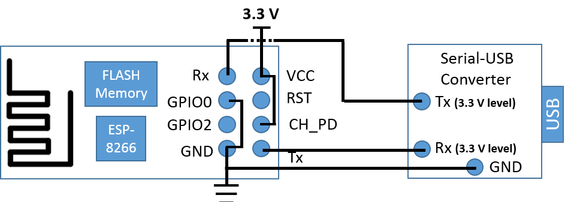 3.3 V
FLASH
Memory
ESP-
8266
Rx
GPIO0
GPIO2
GND
VCC
RST
CH_PD
Tx
Serial-USB
Converter
Tx (3.3 V level)
Rx (3.3 V level)
GND
USB